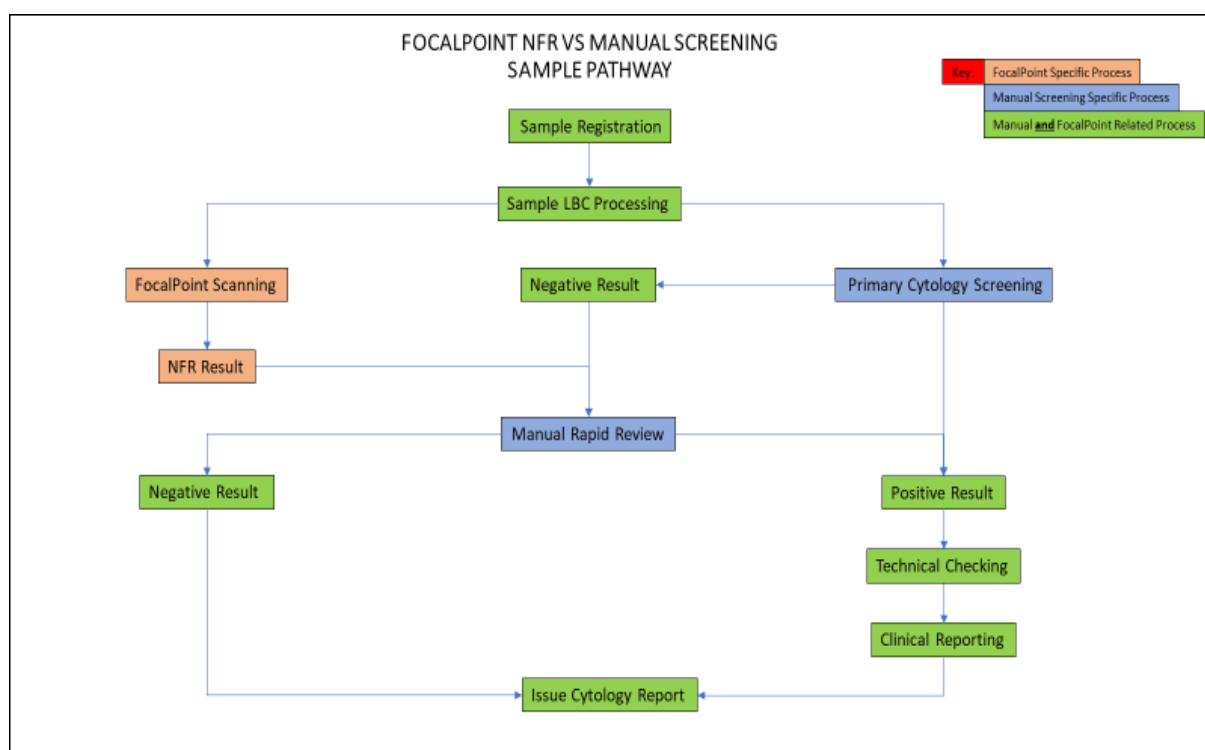 FOCALPOINT NFR VS MANUAL SCREENING
SAMPLE PATHWAY
Key:
FocalPoint Specific Process
Manual Screening Specific Process
Manual and FocalPoint Related Process
Sample Registration
Sample LBC Processing
FocalPoint Scanning
Negative Result
Primary Cytology Screening
NFR Result
Manual Rapid Review
Negative Result
Positive Result
Technical Checking
Clinical Reporting
Issue Cytology Report